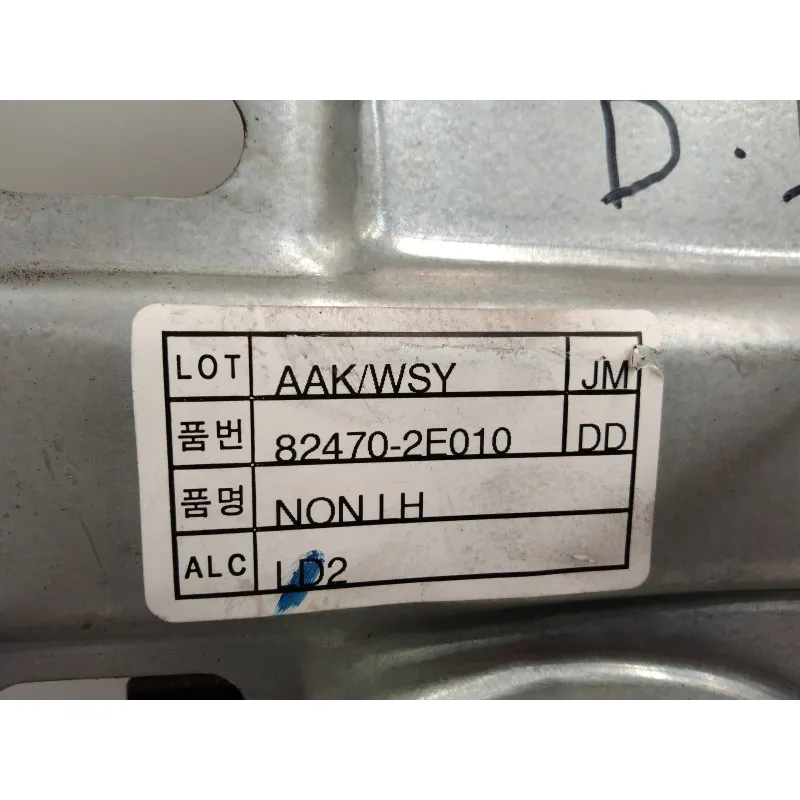 D.
LOT AAK/WSY JM
품번 82470-2E010 DD
품명 NON LH
ALC LD2